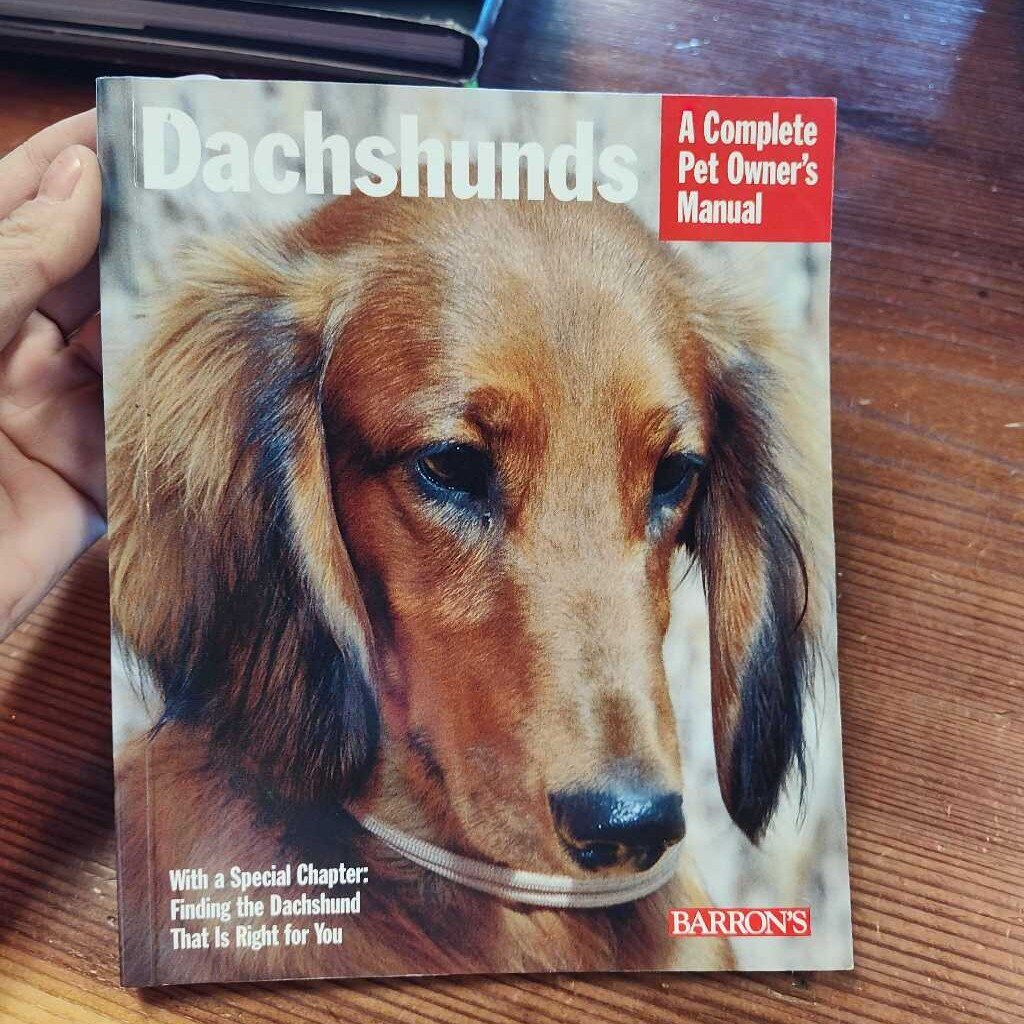 Dachshunds
A Complete
Pet Owner's
Manual
With a Special Chapter:
Finding the Dachshund
That Is Right for You
BARRON'S